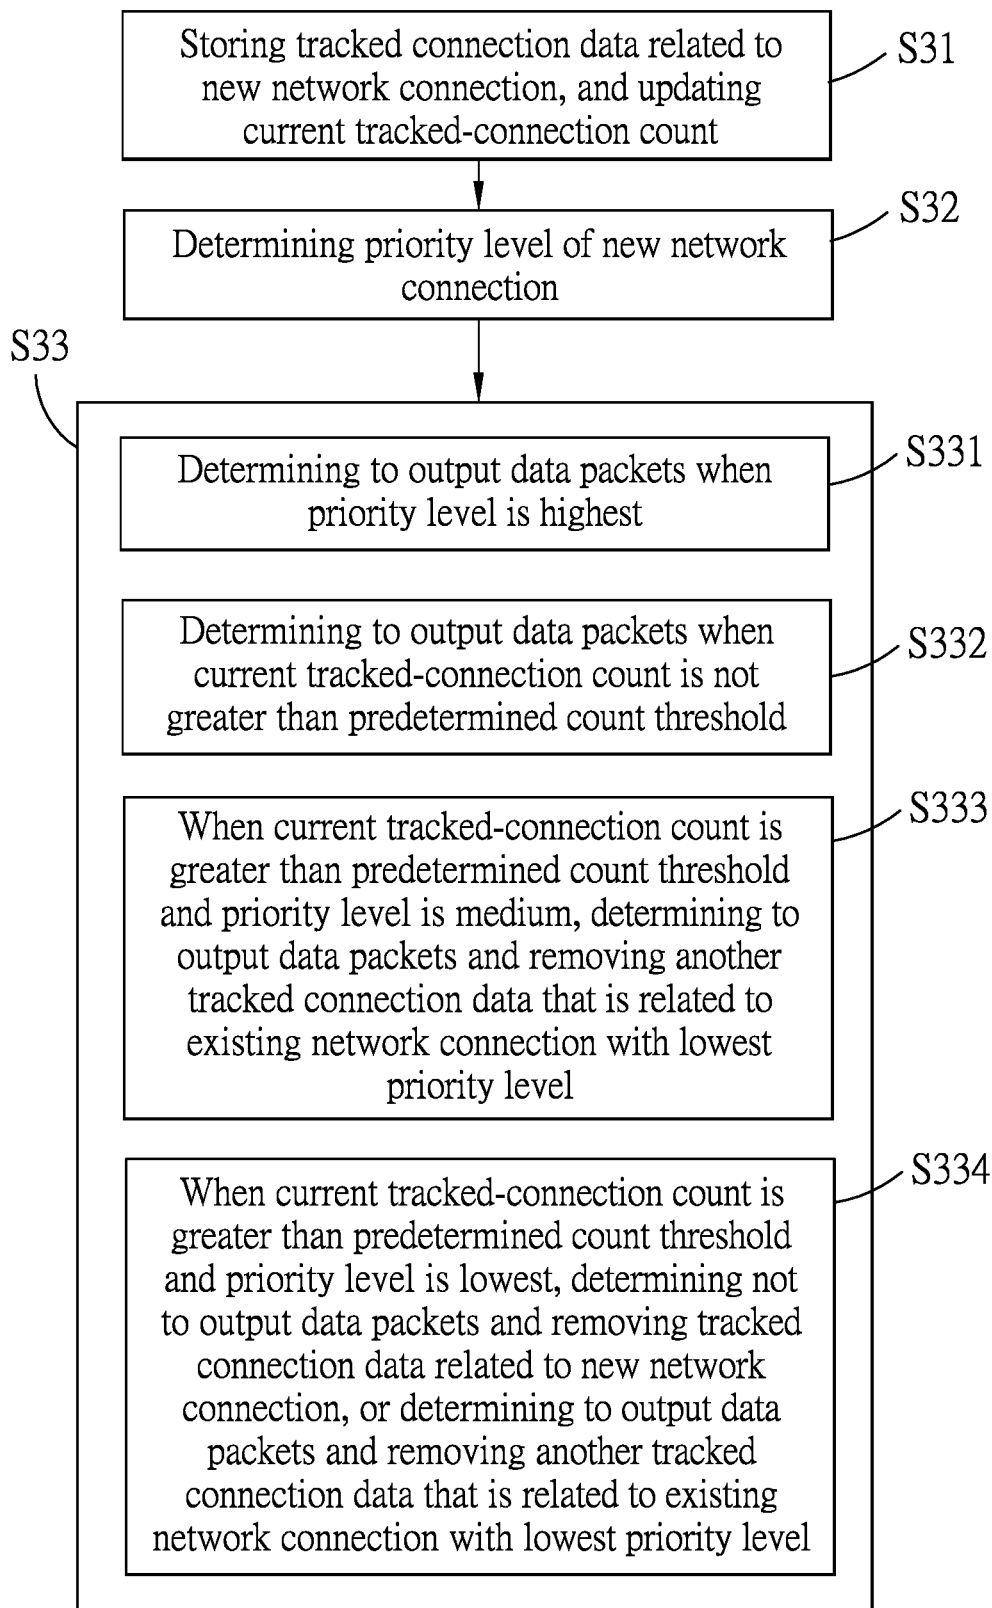 Storing tracked connection data related to
new network connection, and updating
current tracked-connection count
S31
Determining priority level of new network
connection
S32
S33
Determining to output data packets when
priority level is highest
S331
Determining to output data packets when
current tracked-connection count is not
greater than predetermined count threshold
S332
When current tracked-connection count is
greater than predetermined count threshold
and priority level is medium, determining to
output data packets and removing another
tracked connection data that is related to
existing network connection with lowest
priority level
S333
When current tracked-connection count is
greater than predetermined count threshold
and priority level is lowest, determining not
to output data packets and removing tracked
connection data related to new network
connection, or determining to output data
packets and removing another tracked
connection data that is related to existing
network connection with lowest priority level
S334